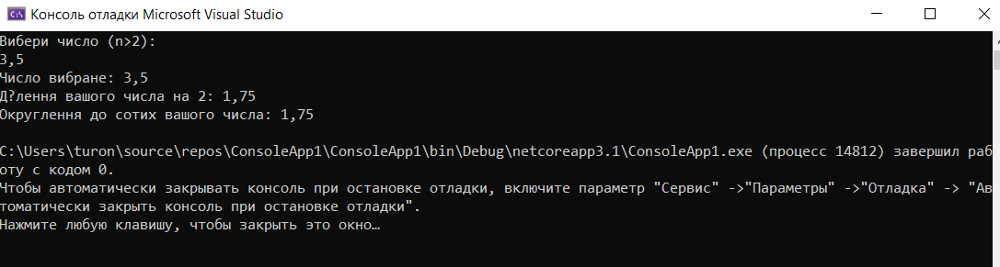 Консоль отладки Microsoft Visual Studio
Вибери число (n>2):
3,5
Число вибране: 3,5
Д?лення вашого числа на 2: 1,75
Округлення до сотих вашого числа: 1,75
C:\Users\turon\source\repos\ConsoleApp1\ConsoleApp1\bin\Debug\netcoreapp3.1\ConsoleApp1.exe (процесс 14812) завершил раб
оту с кодом 0.
Чтобы автоматически закрывать консоль при остановке отладки, включите параметр "Сервис" ->"Параметры" ->"Отладка" -> "Ав
томатически закрыть консоль при остановке отладки".
Нажмите любую клавишу, чтобы закрыть это окно…